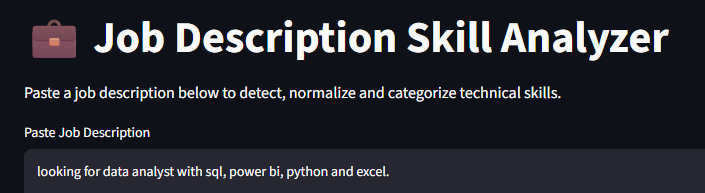 Job Description Skill Analyzer
Paste a job description below to detect, normalize and categorize technical skills.
Paste Job Description
looking for data analyst with sql, power bi, python and excel.